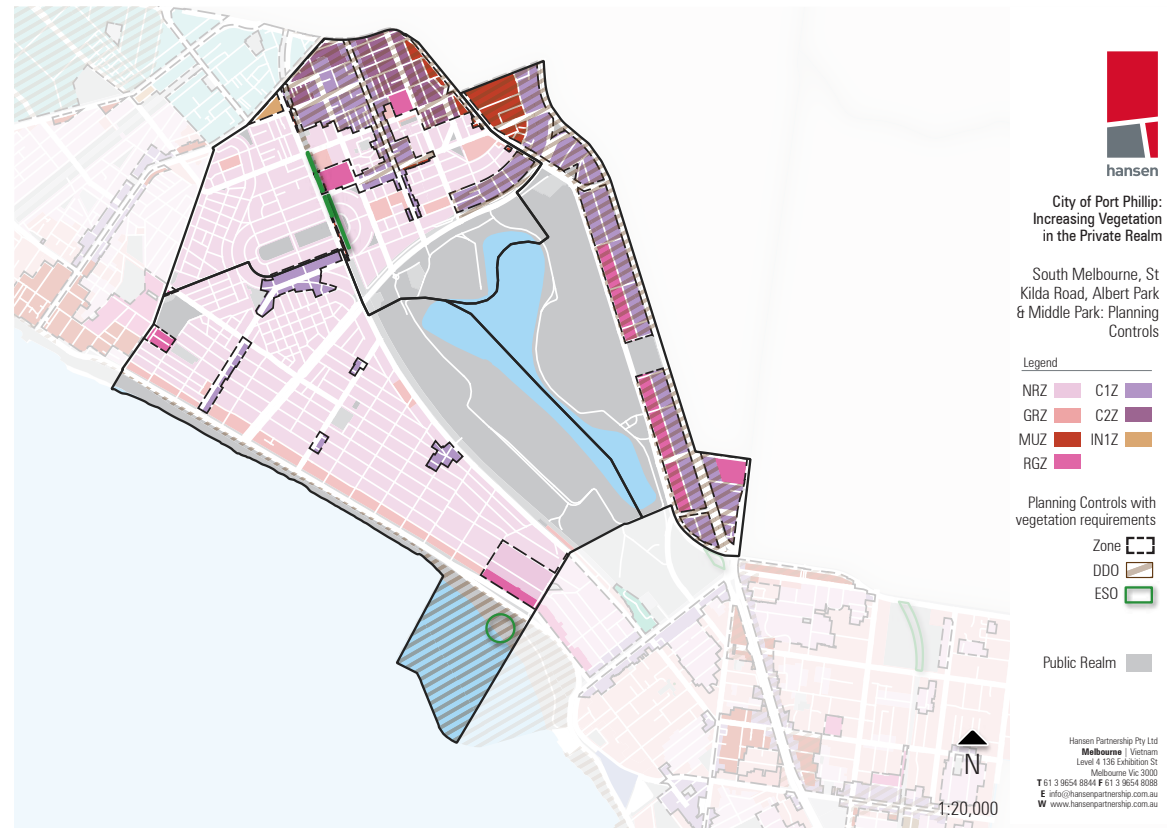 hansen
City of Port Phillip:
Increasing Vegetation
in the Private Realm
South Melbourne, St
Kilda Road, Albert Park
& Middle Park: Planning
Controls
Legend
NRZ C1Z
GRZ C2Z
MUZ IN1Z
RGZ
Planning Controls with
vegetation requirements
Zone
DDO
ESO
Public Realm
N
1:20,000
Hansen Partnership Pty Ltd
Melbourne | Vietnam
Level 4 136 Exhibition St
Melbourne Vic 3000
T 61 3 9654 8844 F 61 3 9654 8088
E info@hansenpartnership.com.au
W www.hansenpartnership.com.au